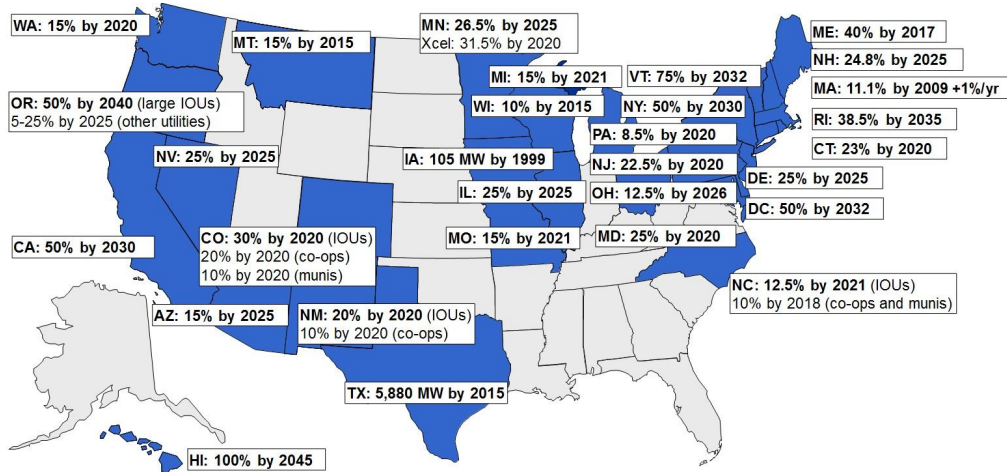 WA: 15% by 2020
MT: 15% by 2015
MN: 26.5% by 2025
Xcel: 31.5% by 2020
ME: 40% by 2017
NH: 24.8% by 2025
MI: 15% by 2021
VT: 75% by 2032
MA: 11.1% by 2009 +1%/yr
OR: 50% by 2040 (large IOUs)
5-25% by 2025 (other utilities)
WI: 10% by 2015
NY: 50% by 2030
RI: 38.5% by 2035
PA: 8.5% by 2020
CT: 23% by 2020
NV: 25% by 2025
IA: 105 MW by 1999
NJ: 22.5% by 2020
DE: 25% by 2025
IL: 25% by 2025
OH: 12.5% by 2026
DC: 50% by 2032
CA: 50% by 2030
CO: 30% by 2020 (IOUs)
20% by 2020 (co-ops)
10% by 2020 (munis)
MO: 15% by 2021
MD: 25% by 2020
NC: 12.5% by 2021 (IOUs)
10% by 2018 (co-ops and munis)
AZ: 15% by 2025
NM: 20% by 2020 (IOUs)
10% by 2020 (co-ops)
TX: 5,880 MW by 2015
HI: 100% by 2045